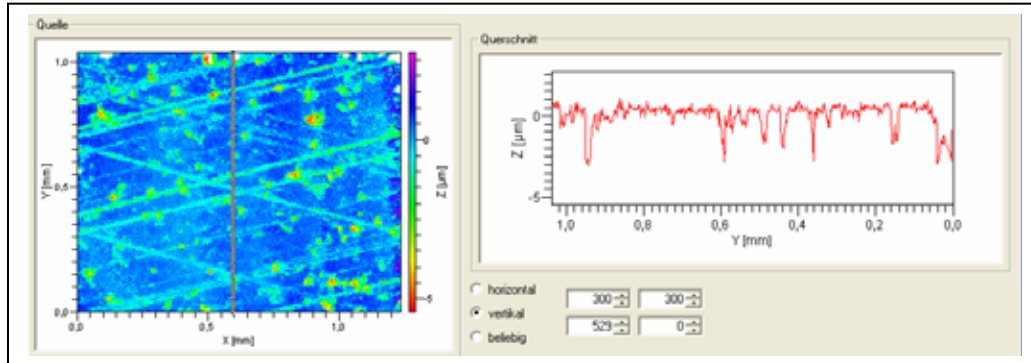 Quelle
1,0
0,5
0,0
Y [mm]
0,0
0,5
1,0
X [mm]
0
-5
Z [µm]
Querschnitt
0
-5
Z [µm]
1,0
0,8
0,6
0,4
0,2
0,0
Y [mm]
horizontal
300
300
vertikal
529
0
beliebig